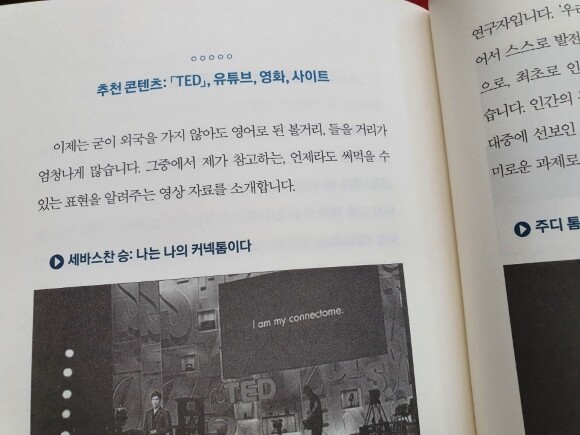 추천 콘텐츠: 「TED」, 유튜브, 영화, 사이트
이제는 굳이 외국을 가지 않아도 영어로 된 볼거리, 들을 거리가
엄청나게 많습니다. 그중에서 제가 참고하는, 언제라도 써먹을 수
있는 표현을 알려주는 영상 자료를 소개합니다.
세바스찬 승: 나는 나의 커넥톰이다
I am my connectome.
TED
연구자입니다. '우
어서 스스로 발전
으로, 최초로 인
습니다. 인간의
대중에 선보인
미로운 과제로
주디 톰